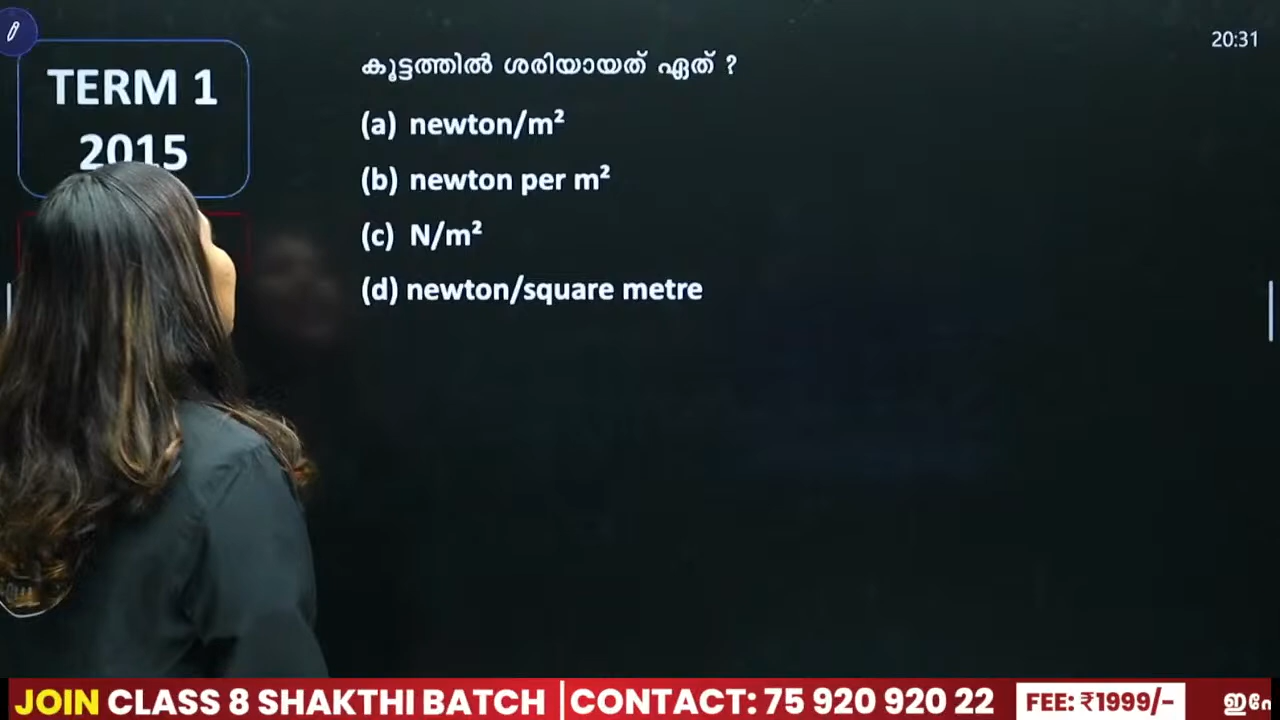 20:31
TERM 1
2015
കൂട്ടത്തിൽ ശരിയായത് ഏത് ?
(a) newton/m²
(b) newton per m²
(c) N/m²
(d) newton/square metre
JOIN CLASS 8 SHAKTHI BATCH | CONTACT: 75 920 920 22 FEE: ₹1999/-